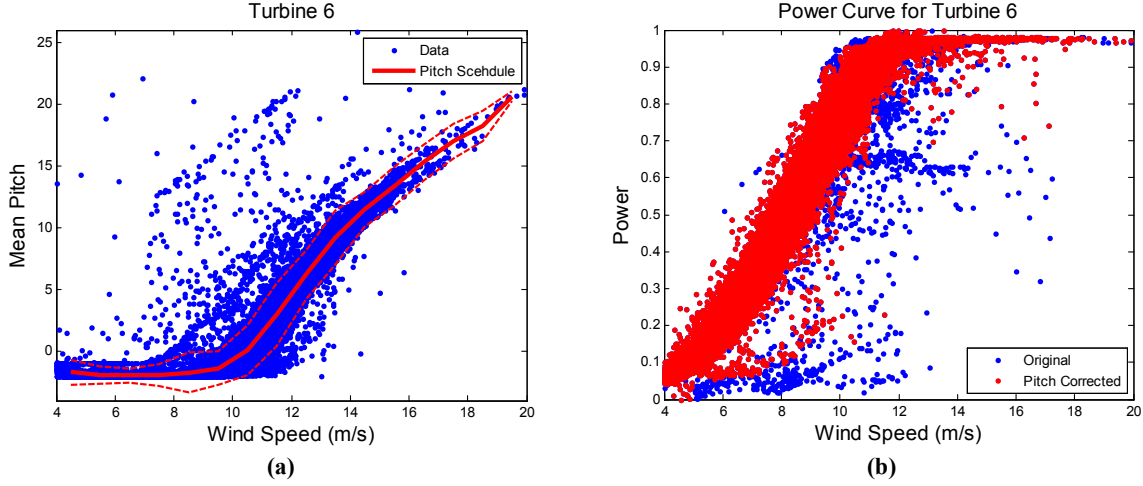 Turbine 6
Mean Pitch
25
20
15
10
5
0
4 6 8 10 12 14 16 18 20
Wind Speed (m/s)
Data
Pitch Scehdule
(a)
Power Curve for Turbine 6
Power
1
0.9
0.8
0.7
0.6
0.5
0.4
0.3
0.2
0.1
0
4 6 8 10 12 14 16 18 20
Wind Speed (m/s)
Original
Pitch Corrected
(b)